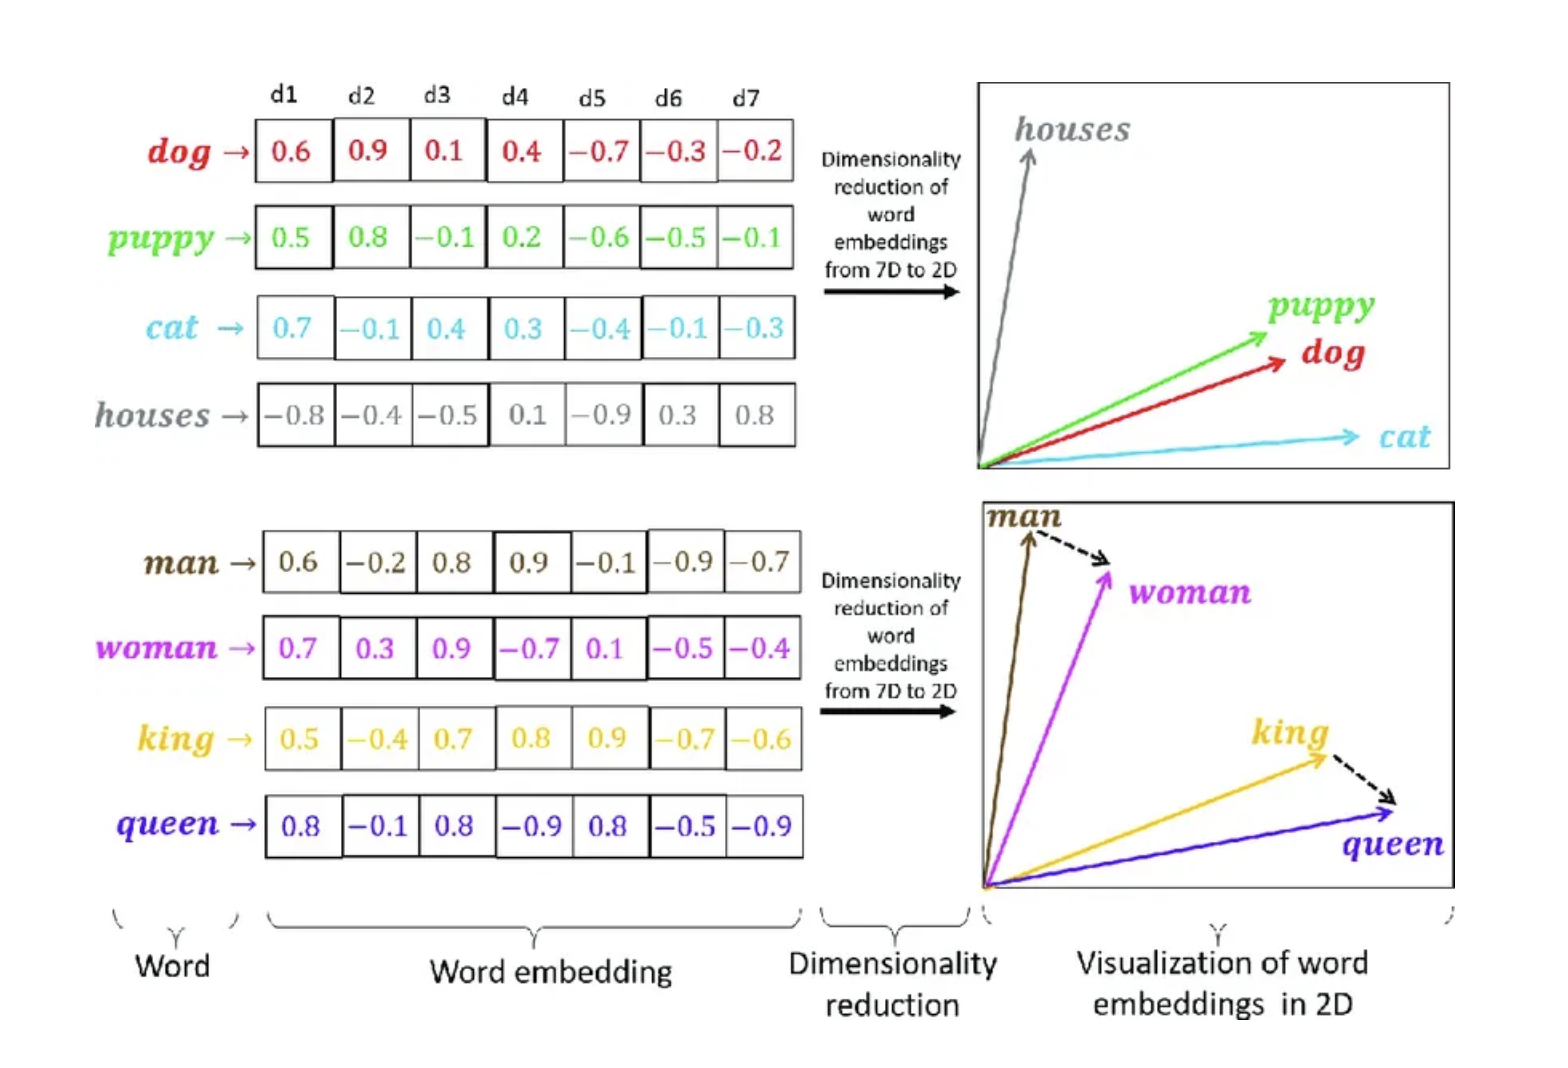 d1 d2 d3 d4 d5 d6 d7
dog → 0.6 0.9 0.1 0.4 −0.7 −0.3 −0.2
puppy → 0.5 0.8 −0.1 0.2 −0.6 −0.5 −0.1
cat → 0.7 −0.1 0.4 0.3 −0.4 −0.1 −0.3
houses → −0.8 −0.4 −0.5 0.1 −0.9 0.3 0.8
Dimensionality
reduction of
word
embeddings
from 7D to 2D
houses
puppy
dog
cat
man → 0.6 −0.2 0.8 0.9 −0.1 −0.9 −0.7
woman → 0.7 0.3 0.9 −0.7 0.1 −0.5 −0.4
king → 0.5 −0.4 0.7 0.8 0.9 −0.7 −0.6
queen → 0.8 −0.1 0.8 −0.9 0.8 −0.5 −0.9
Dimensionality
reduction of
word
embeddings
from 7D to 2D
man
woman
king
queen
Word
Word embedding
Dimensionality
reduction
Visualization of word
embeddings in 2D